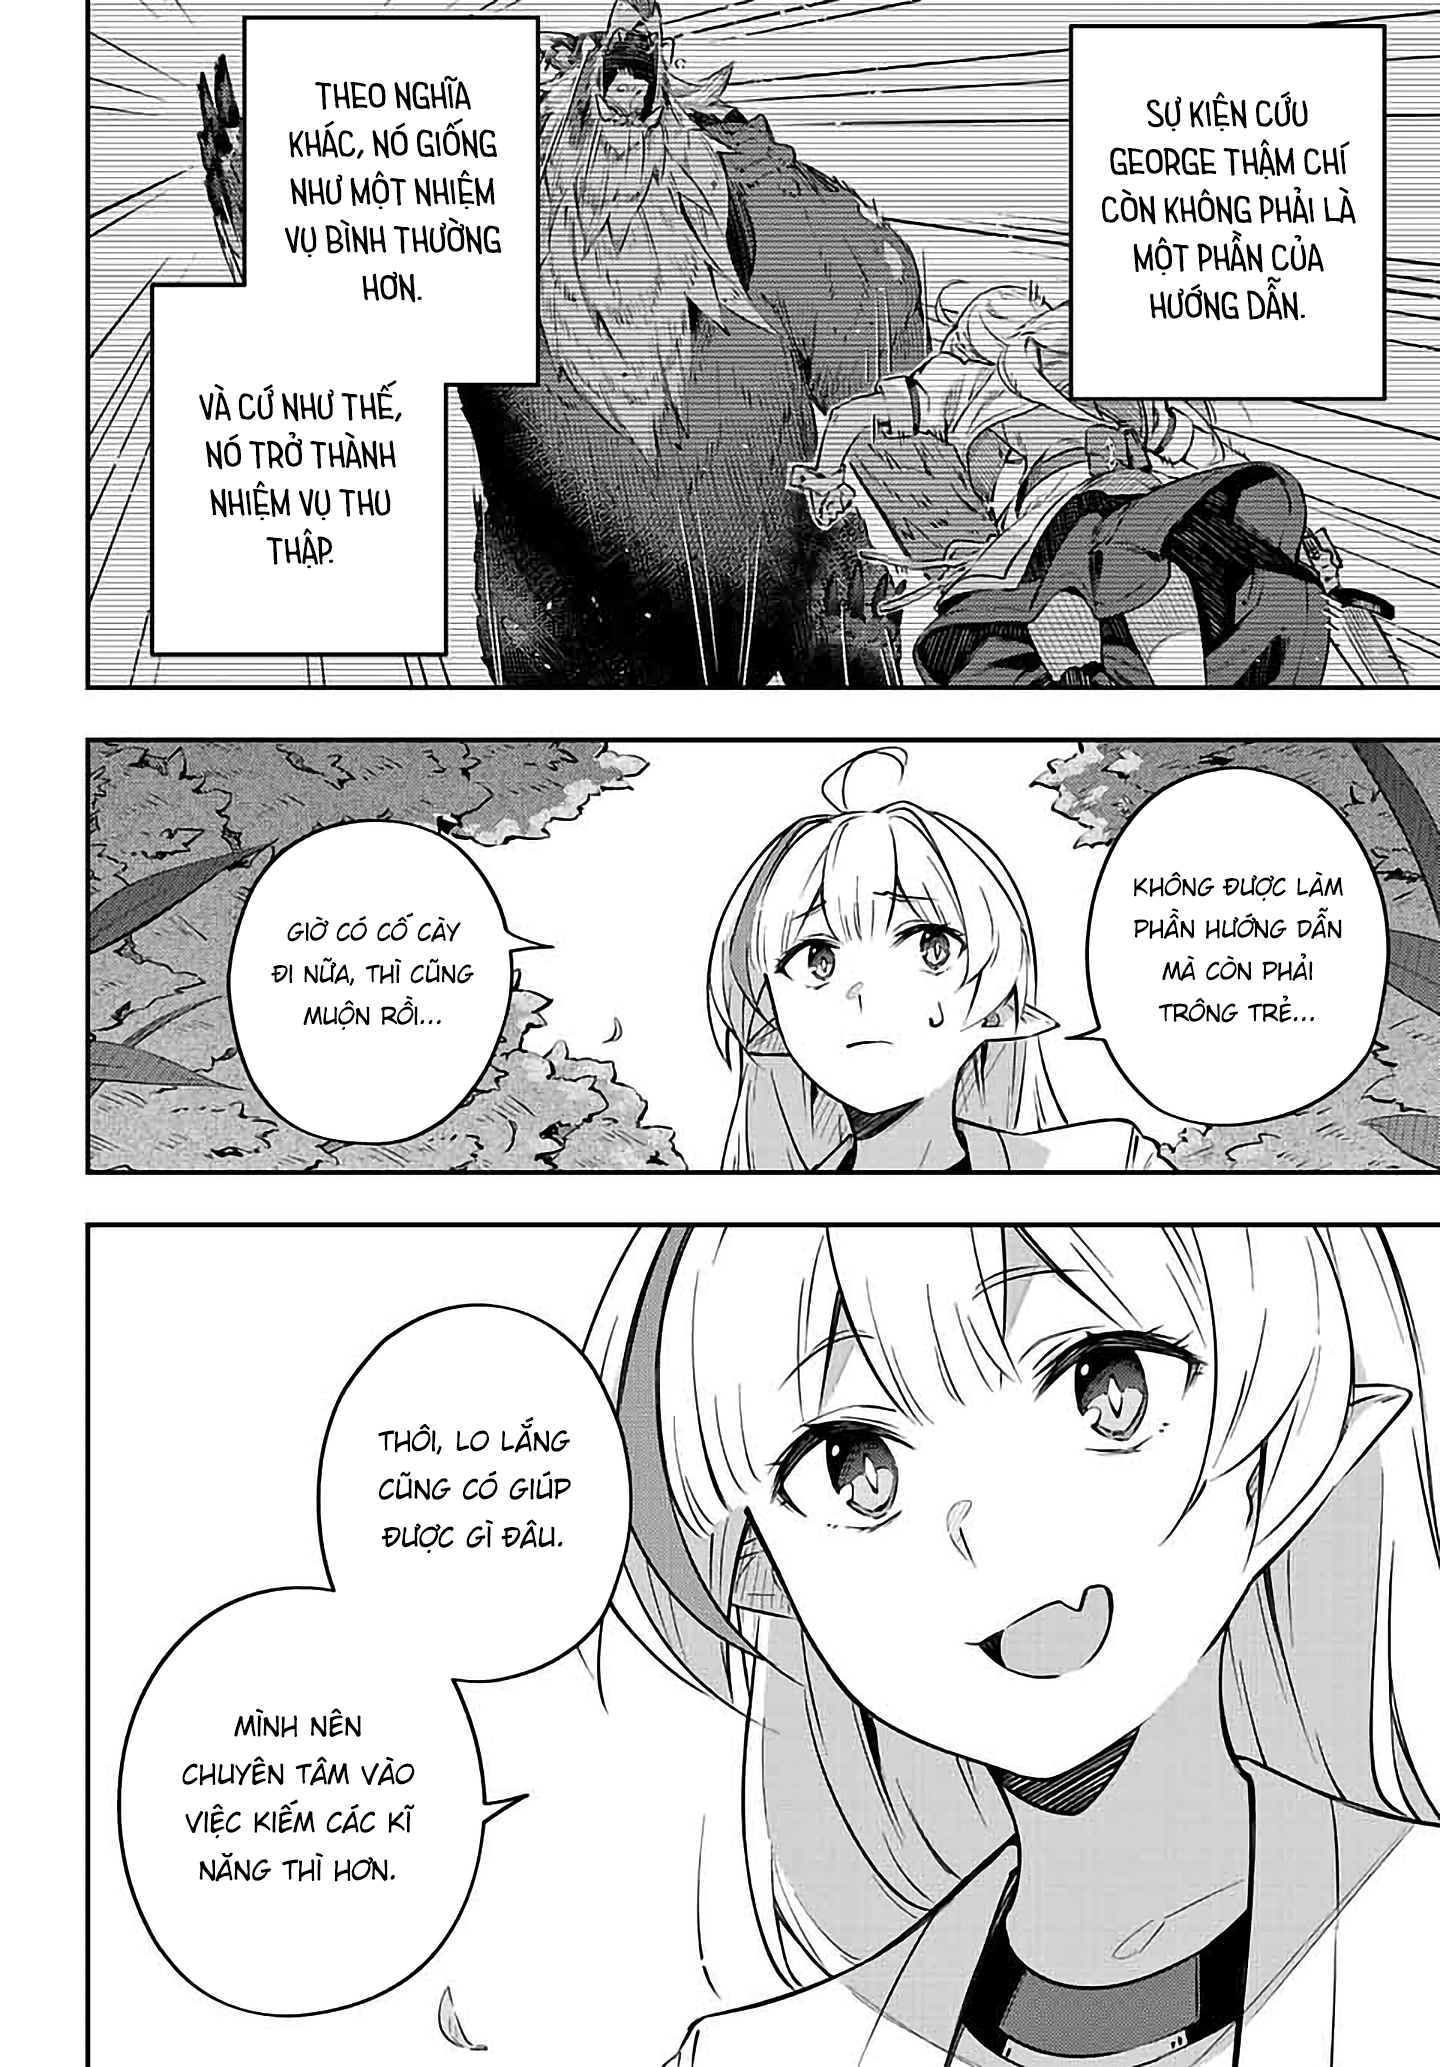 SỰ KIỆN CỨU
GEORGE THẬM CHÍ
CÒN KHÔNG PHẢI LÀ
MỘT PHẦN CỦA
HƯỚNG DẪN.
THEO NGHĨA
KHÁC, NÓ GIỐNG
NHƯ MỘT NHIỆM
VỤ BÌNH THƯỜNG
HƠN.
VÀ CỨ NHƯ THẾ,
NÓ TRỞ THÀNH
NHIỆM VỤ THU
THẬP.
KHÔNG ĐƯỢC LÀM
PHẦN HƯỚNG DẪN
MÀ CÒN PHẢI
TRÔNG TRẺ...
GIỜ CÓ CỐ CÀY
ĐI NỮA, THÌ CŨNG
MUỘN RỒI...
THÔI, LO LẮNG
CŨNG CÓ GIÚP
ĐƯỢC GÌ ĐÂU.
MÌNH NÊN
CHUYÊN TÂM VÀO
VIỆC KIẾM CÁC KĨ
NĂNG THÌ HƠN.